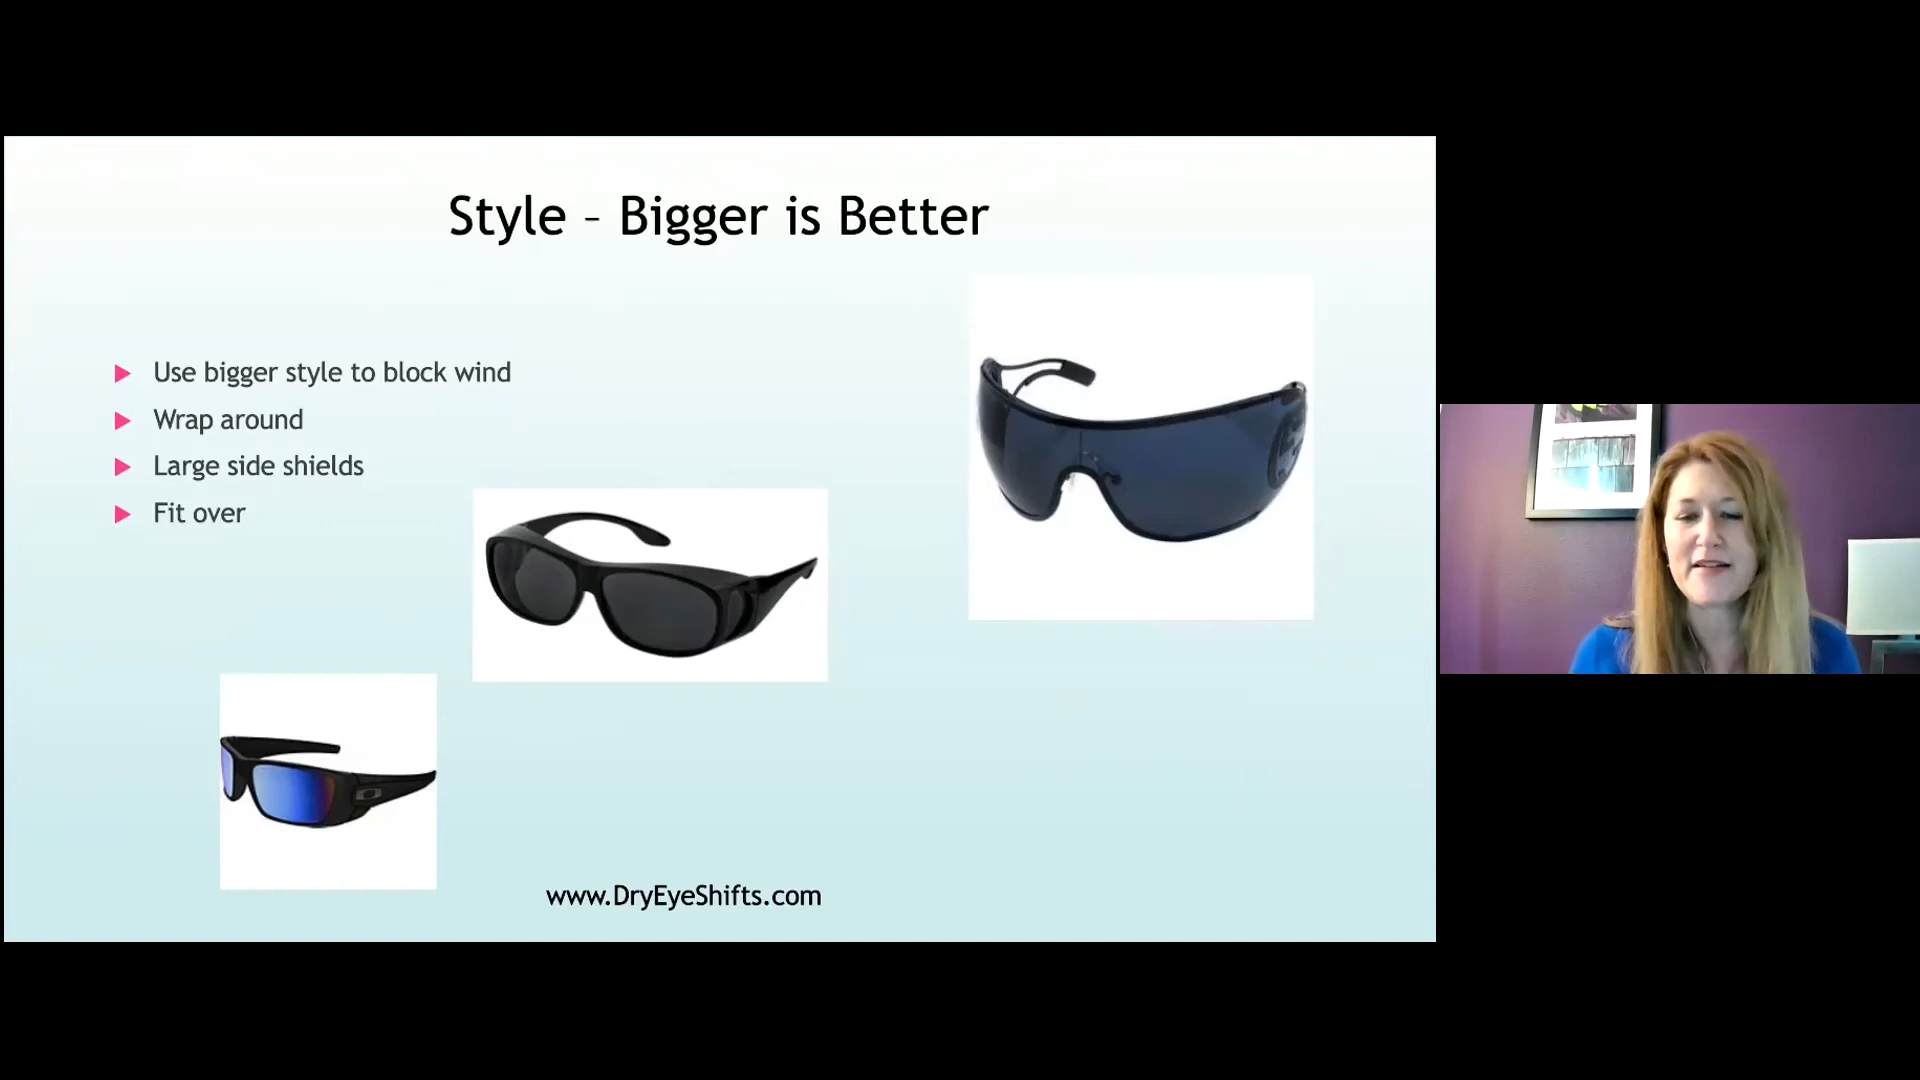 Style – Bigger is Better
Use bigger style to block wind
Wrap around
Large side shields
Fit over
www.DryEyeShifts.com